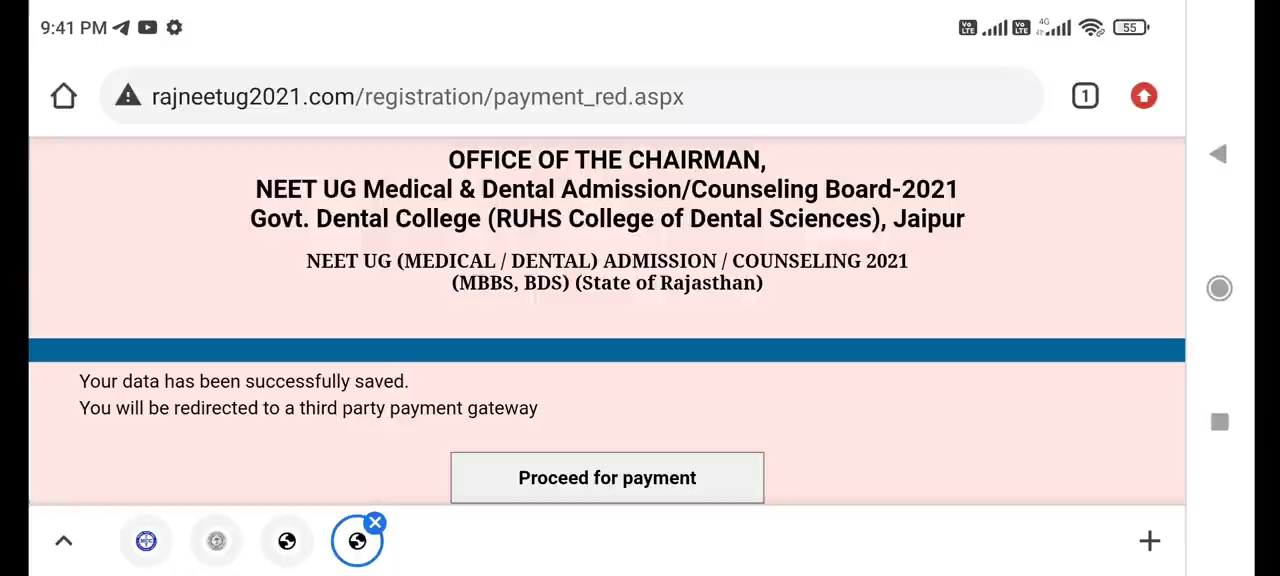 9:41 PM
4G
55
rajneetug2021.com/registration/payment_red.aspx
1
OFFICE OF THE CHAIRMAN,
NEET UG Medical & Dental Admission/Counseling Board-2021
Govt. Dental College (RUHS College of Dental Sciences), Jaipur
NEET UG (MEDICAL / DENTAL) ADMISSION / COUNSELING 2021
(MBBS, BDS) (State of Rajasthan)
Your data has been successfully saved.
You will be redirected to a third party payment gateway
Proceed for payment